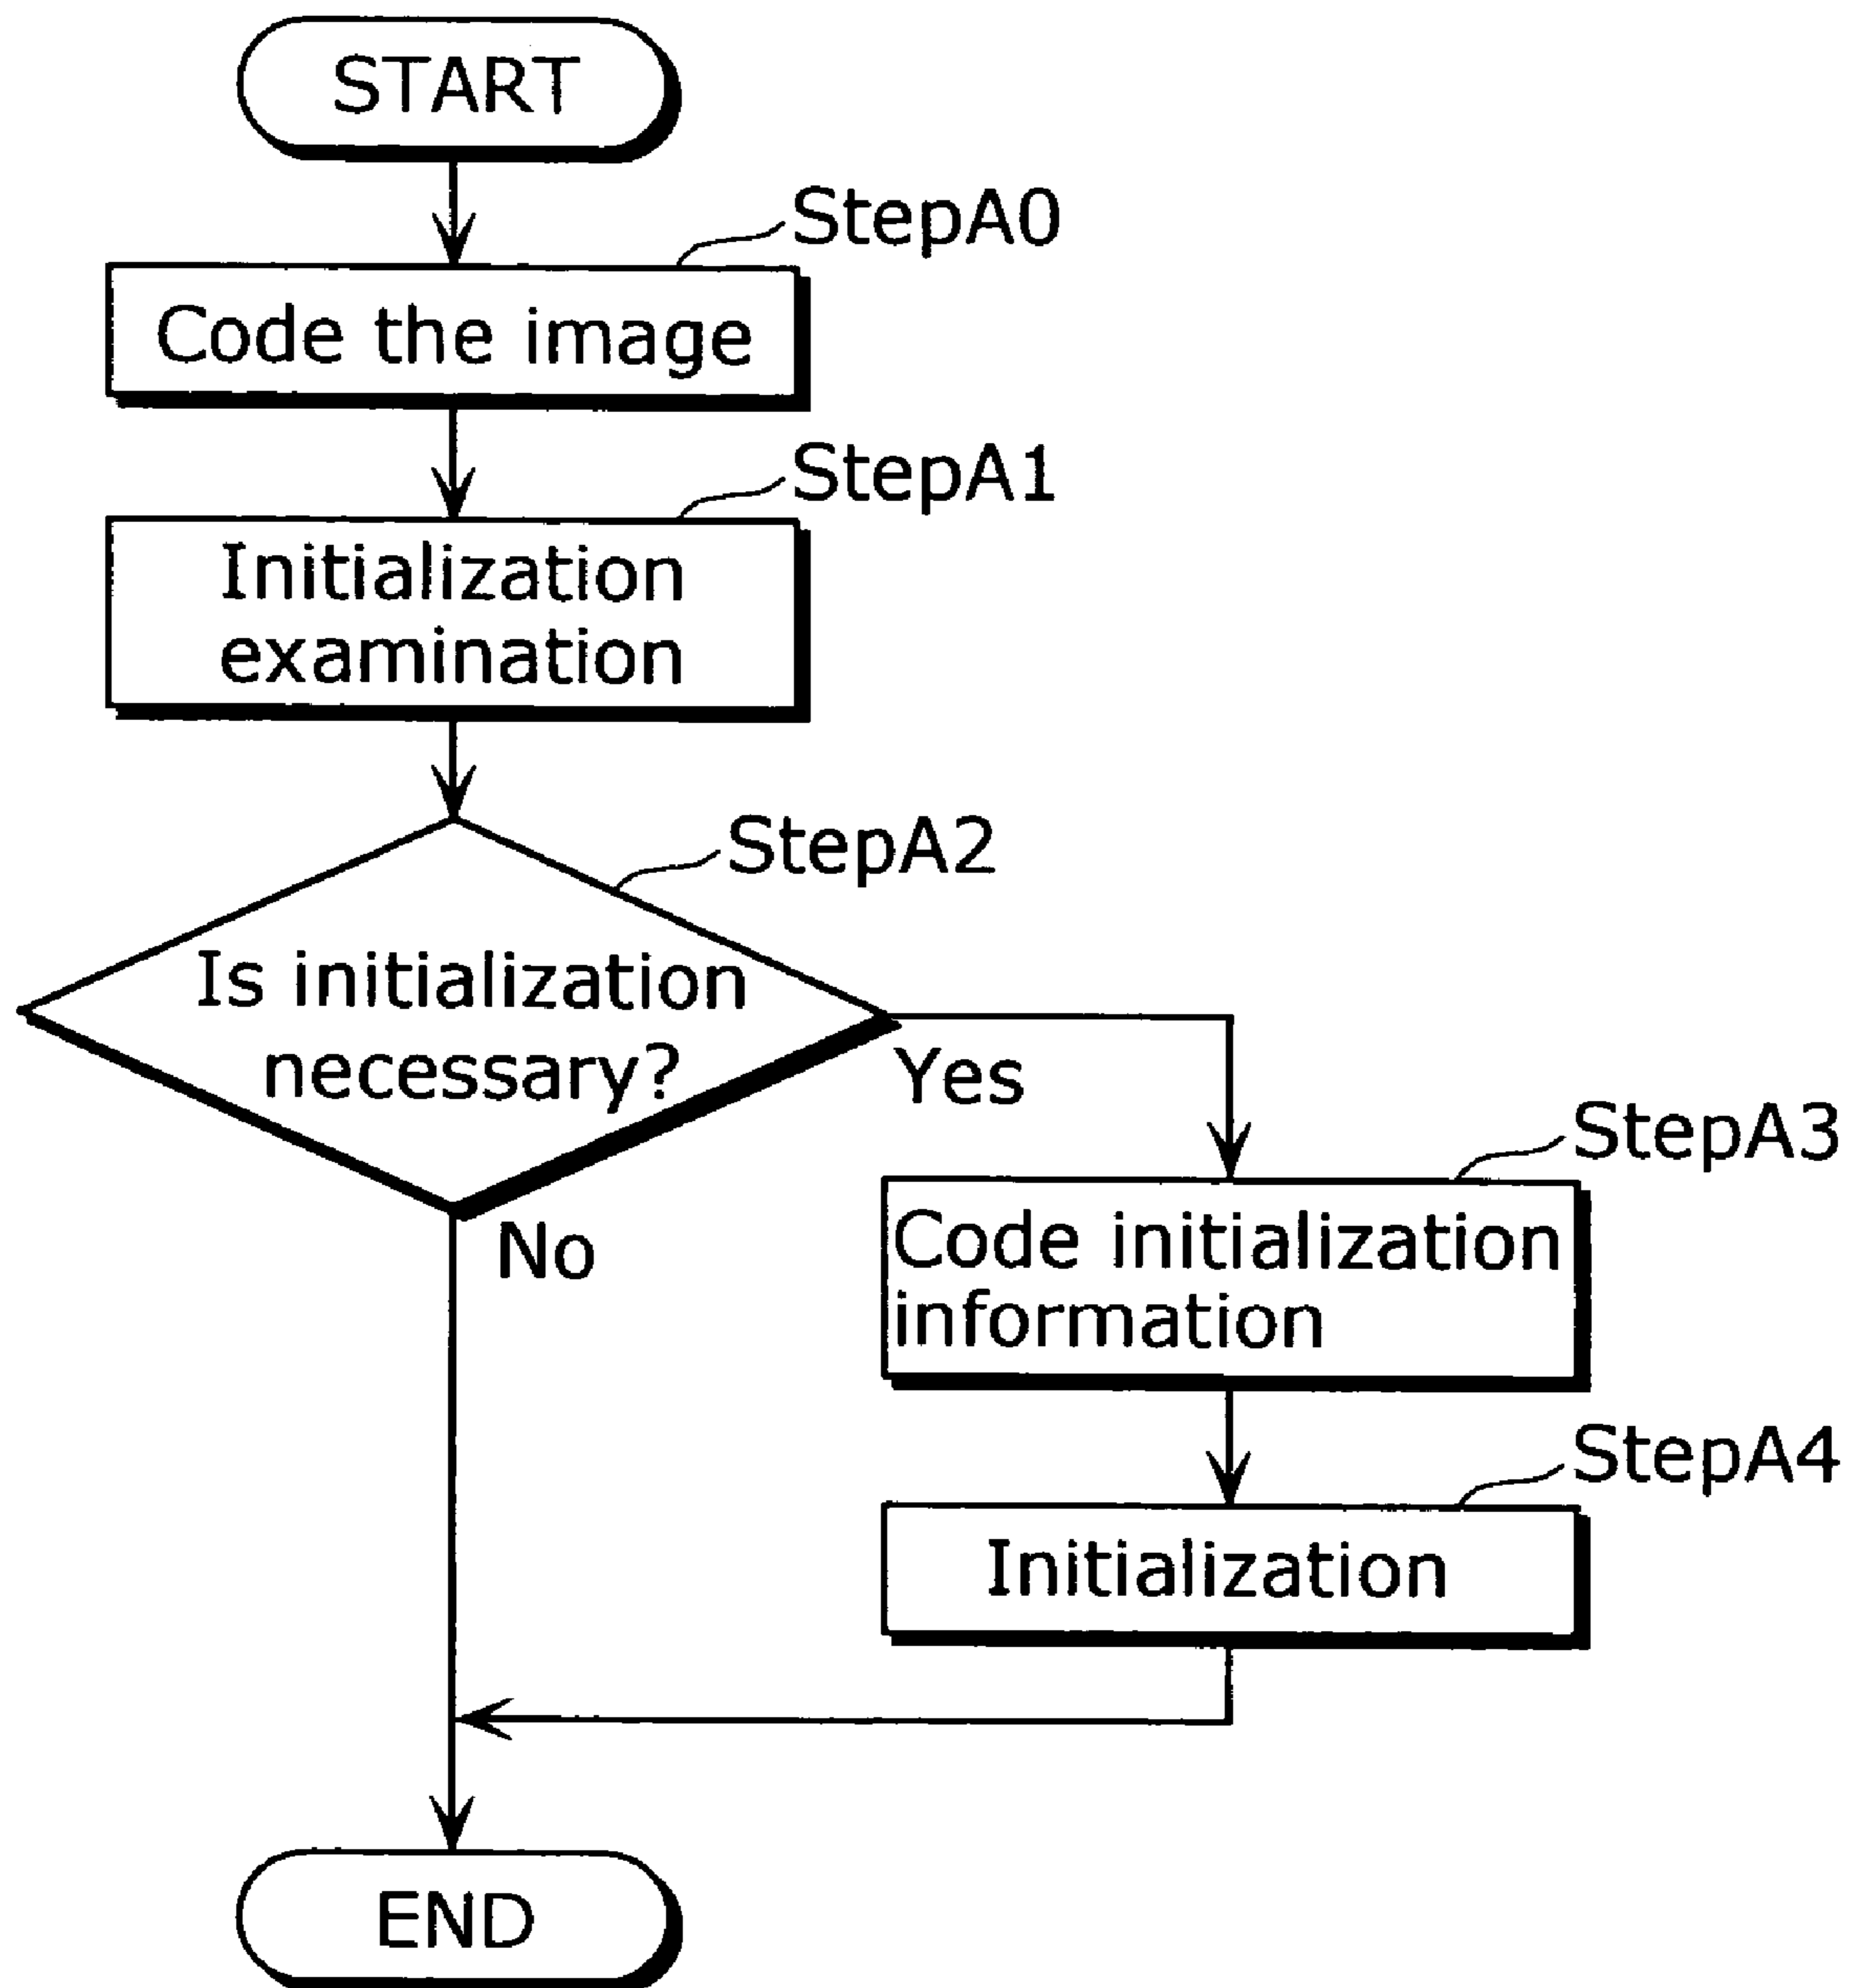 START
StepA0
Code the image
StepA1
Initialization
examination
StepA2
Is initialization
necessary?
Yes
No
StepA3
Code initialization
information
StepA4
Initialization
END